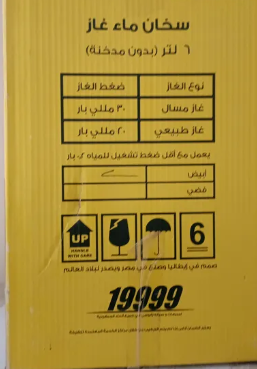 سخان ماء غاز
٦ لتر (بدون مدخنة)
نوع الغاز ضغط الغاز
غاز مسال ٣٠ مللي بار
غاز طبيعي ٢٠ مللي بار
يعمل مع أقل ضغط تشغيل للمياه ٠,٢ بار
أبيض
فضي
UP
HANDLE
WITH CARE
6
صمم في إيطاليا وصنع في مصر ويصدر لبلاد العالم
19999